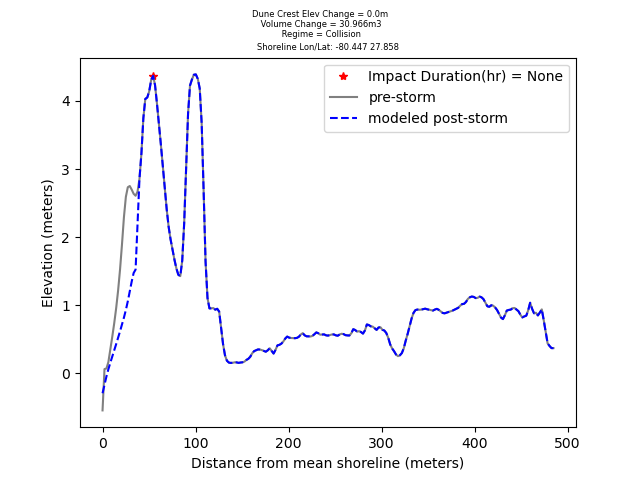 Dune Crest Elev Change = 0.0m
Volume Change = 30.966m3
Regime = Collision
Shoreline Lon/Lat: -80.447 27.858
Impact Duration(hr) = None
pre-storm
modeled post-storm
Elevation (meters)
4
3
2
1
0
0 100 200 300 400 500
Distance from mean shoreline (meters)